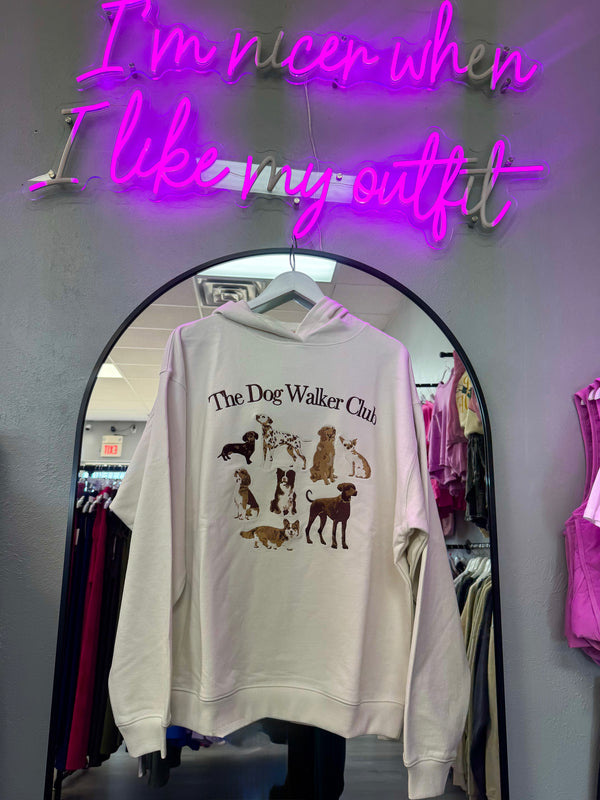 I'm nicer when
I like my outfit
The Dog Walker Club
EXIT